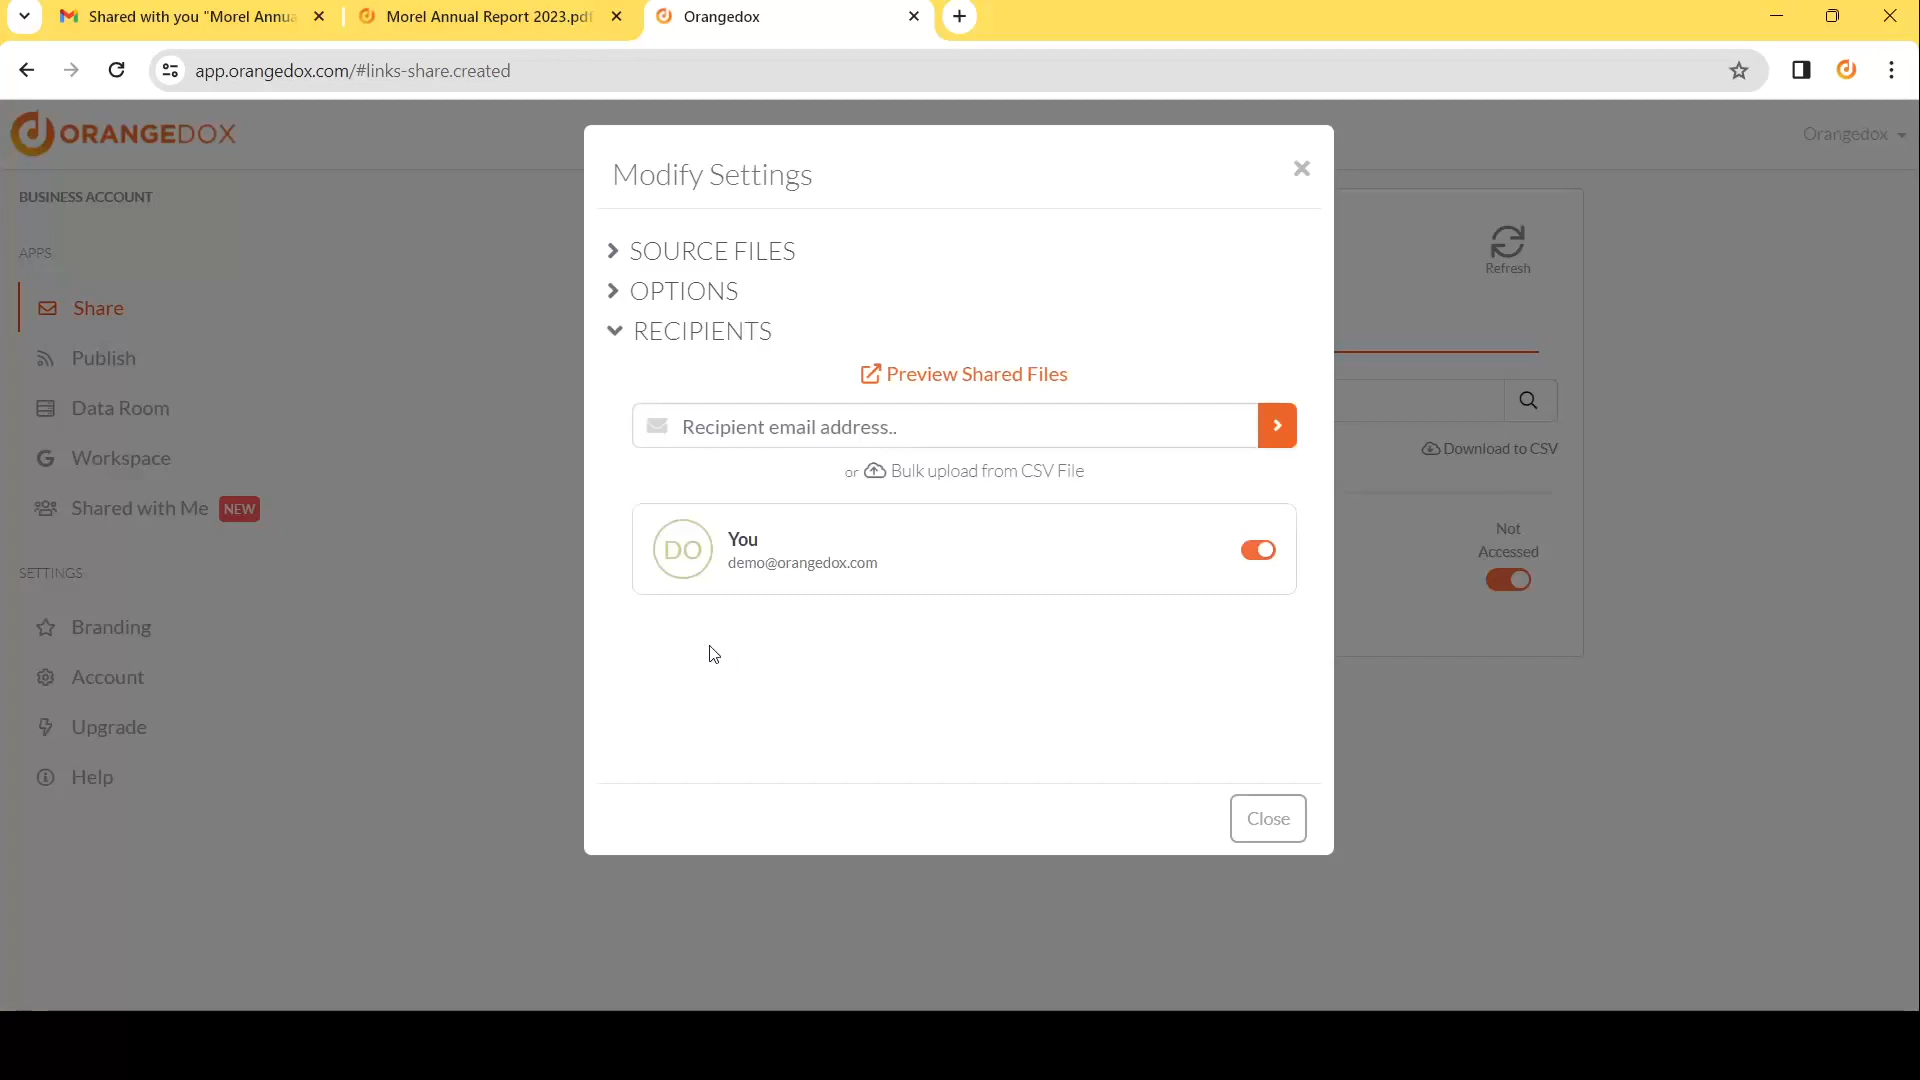 Shared with you "Morel Annua
Morel Annual Report 2023.pdf
Orangedox
app.orangedox.com/#links-share.created
ORANGEDOX
Orangedox
BUSINESS ACCOUNT
APPS
Share
Publish
Data Room
Workspace
Shared with Me NEW
SETTINGS
Branding
Account
Upgrade
Help
Modify Settings
SOURCE FILES
OPTIONS
RECIPIENTS
Preview Shared Files
Recipient email address..
or Bulk upload from CSV File
DO
You
demo@orangedox.com
Close
Refresh
Download to CSV
Not
Accessed